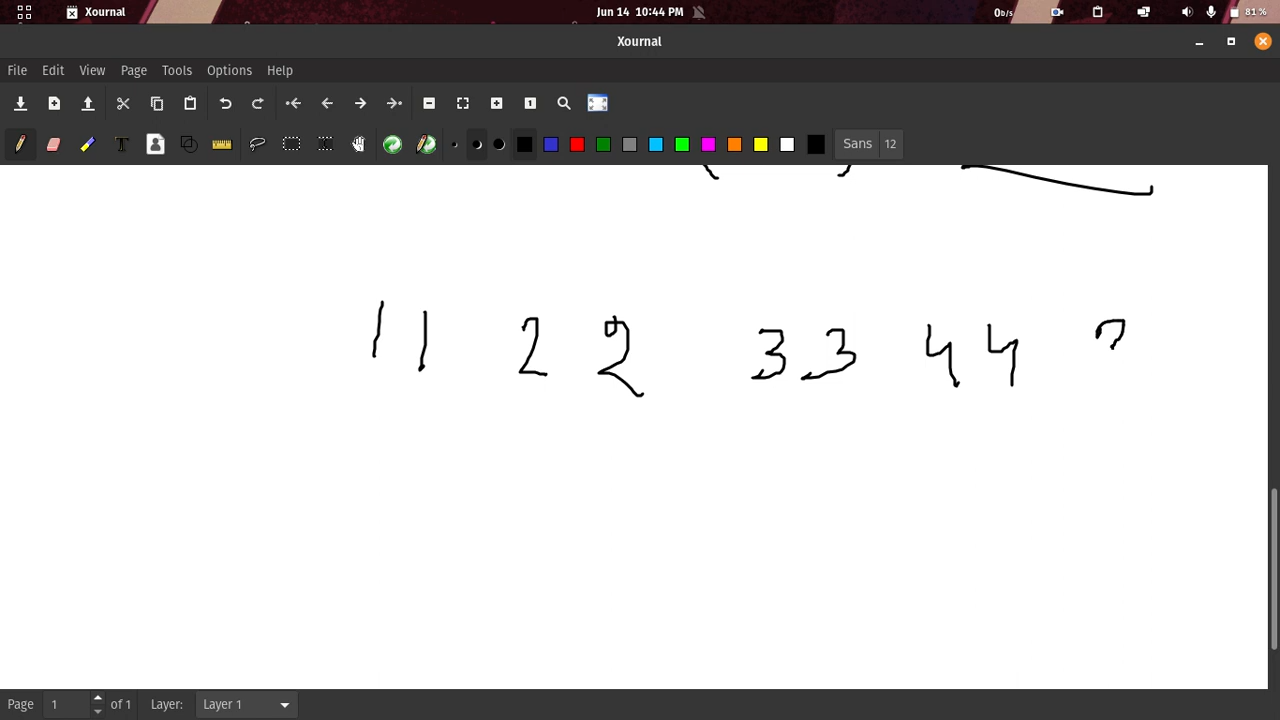 Xournal
Jun 14 10:44 PM
0b/s
81 %
Xournal
File Edit View Page Tools Options Help
Sans 12
1 1 2 2 3 3 4 4
Page 1 of 1 Layer: Layer 1